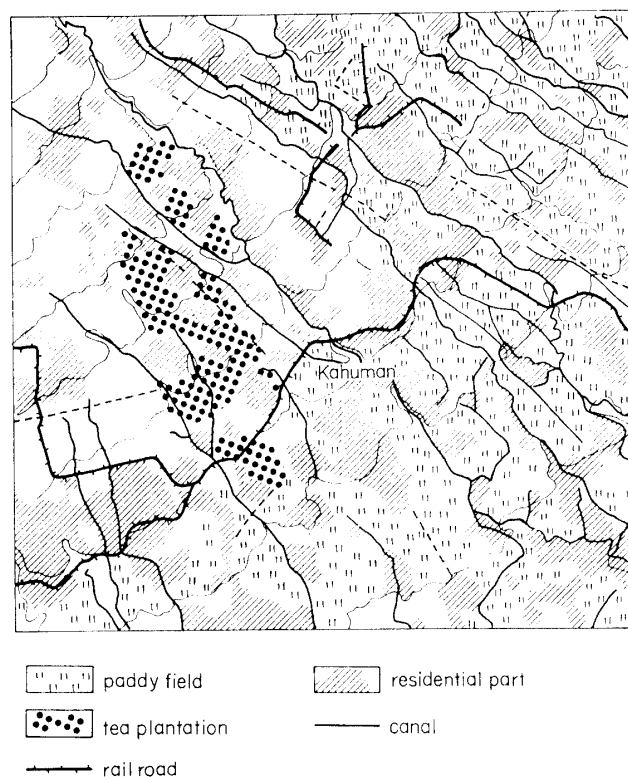 Kahuman
paddy field
residential part
tea plantation
canal
rail road